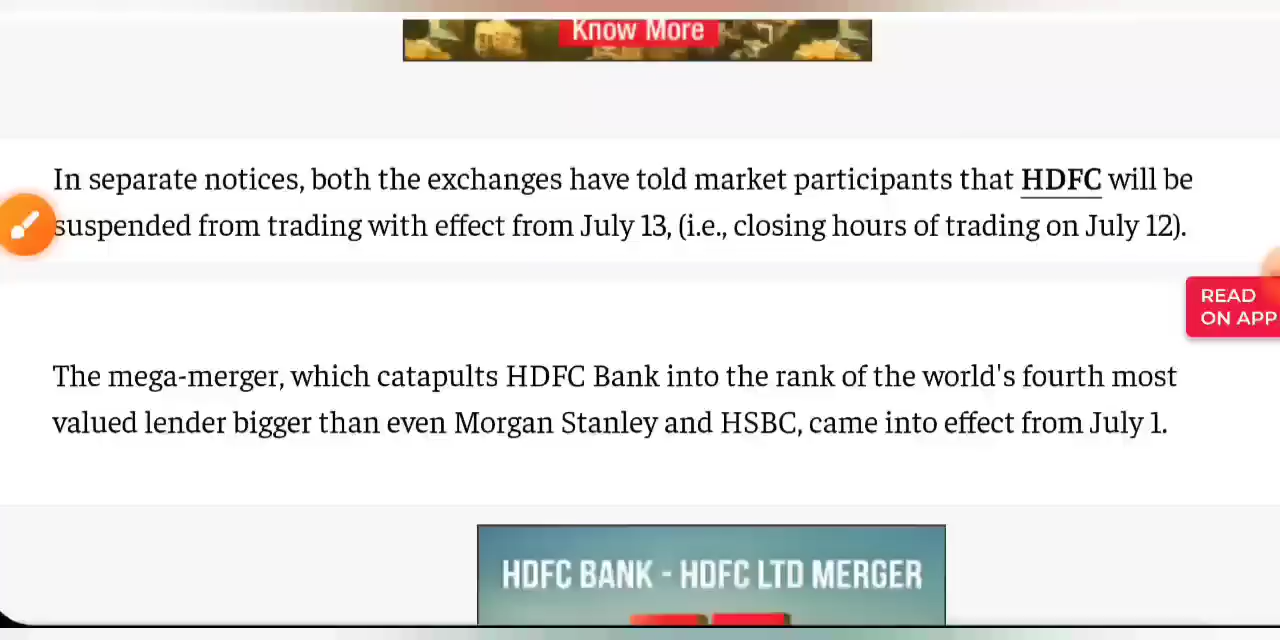 Know More
In separate notices, both the exchanges have told market participants that HDFC will be
suspended from trading with effect from July 13, (i.e., closing hours of trading on July 12).
READ
ON APP
The mega-merger, which catapults HDFC Bank into the rank of the world's fourth most
valued lender bigger than even Morgan Stanley and HSBC, came into effect from July 1.
HDFC BANK - HDFC LTD MERGER